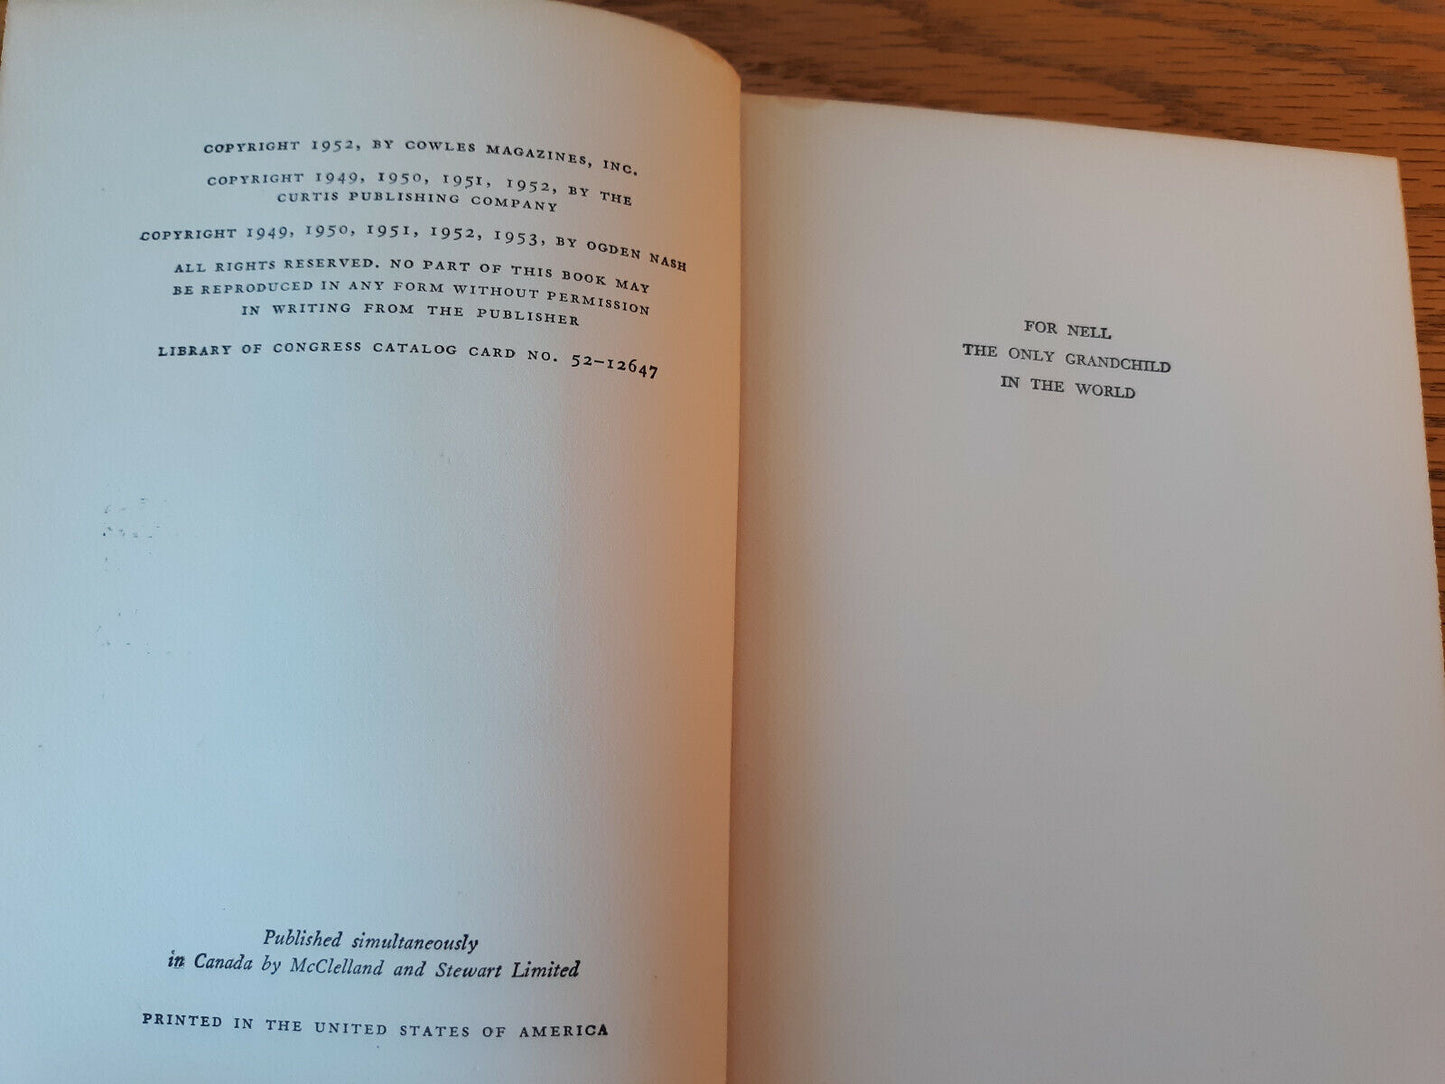 COPYRIGHT 1952, BY COWLES MAGAZINES, INC.
COPYRIGHT 1949, 1950, 1951, 1952, BY THE
CURTIS PUBLISHING COMPANY
COPYRIGHT 1949, 1950, 1951, 1952, 1953, BY OGDEN NASH
ALL RIGHTS RESERVED. NO PART OF THIS BOOK MAY
BE REPRODUCED IN ANY FORM WITHOUT PERMISSION
IN WRITING FROM THE PUBLISHER
LIBRARY OF CONGRESS CATALOG CARD NO. 52-12647
Published simultaneously
in Canada by McClelland and Stewart Limited
PRINTED IN THE UNITED STATES OF AMERICA
FOR NELL
THE ONLY GRANDCHILD
IN THE WORLD